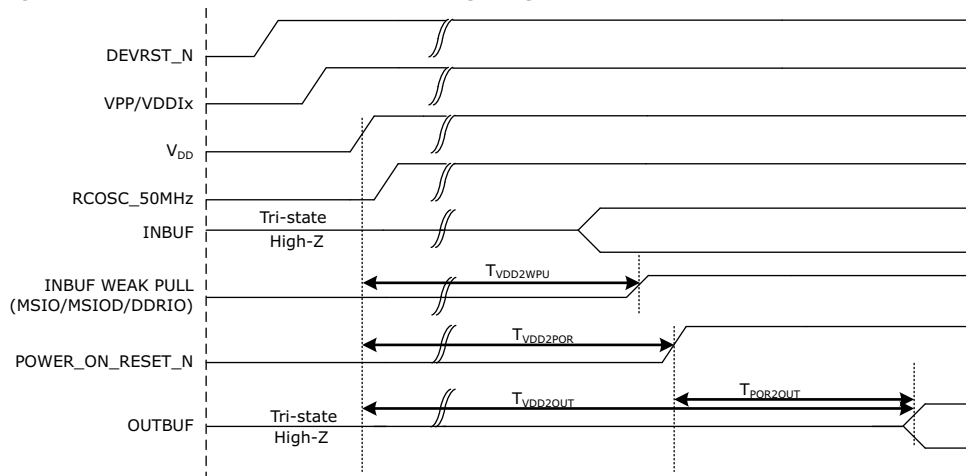 DEVRST_N
VPP/VDDIx
VDD
RCOSC_50MHz
Tri-state
INBUF
High-Z
TVDD2WPU
INBUF WEAK PULL
(MSIO/MSIOD/DDRIO)
TVDD2POR
POWER_ON_RESET_N
TPOR2OUT
TVDD2OUT
Tri-state
OUTBUF
High-Z